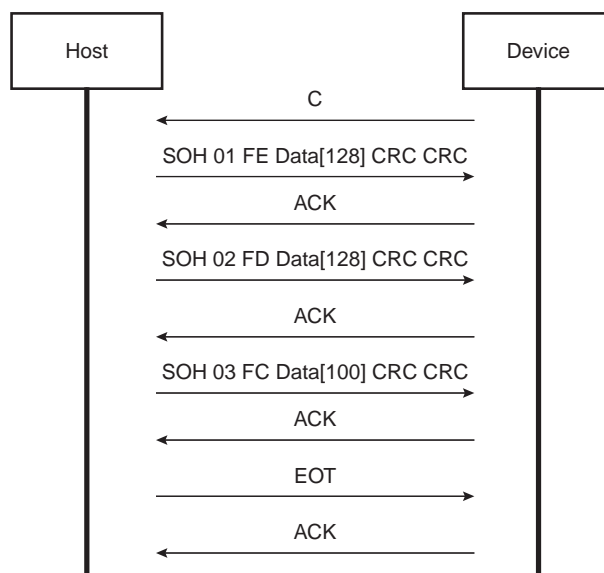 Host
Device
C
SOH 01 FE Data[128] CRC CRC
ACK
SOH 02 FD Data[128] CRC CRC
ACK
SOH 03 FC Data[100] CRC CRC
ACK
EOT
ACK